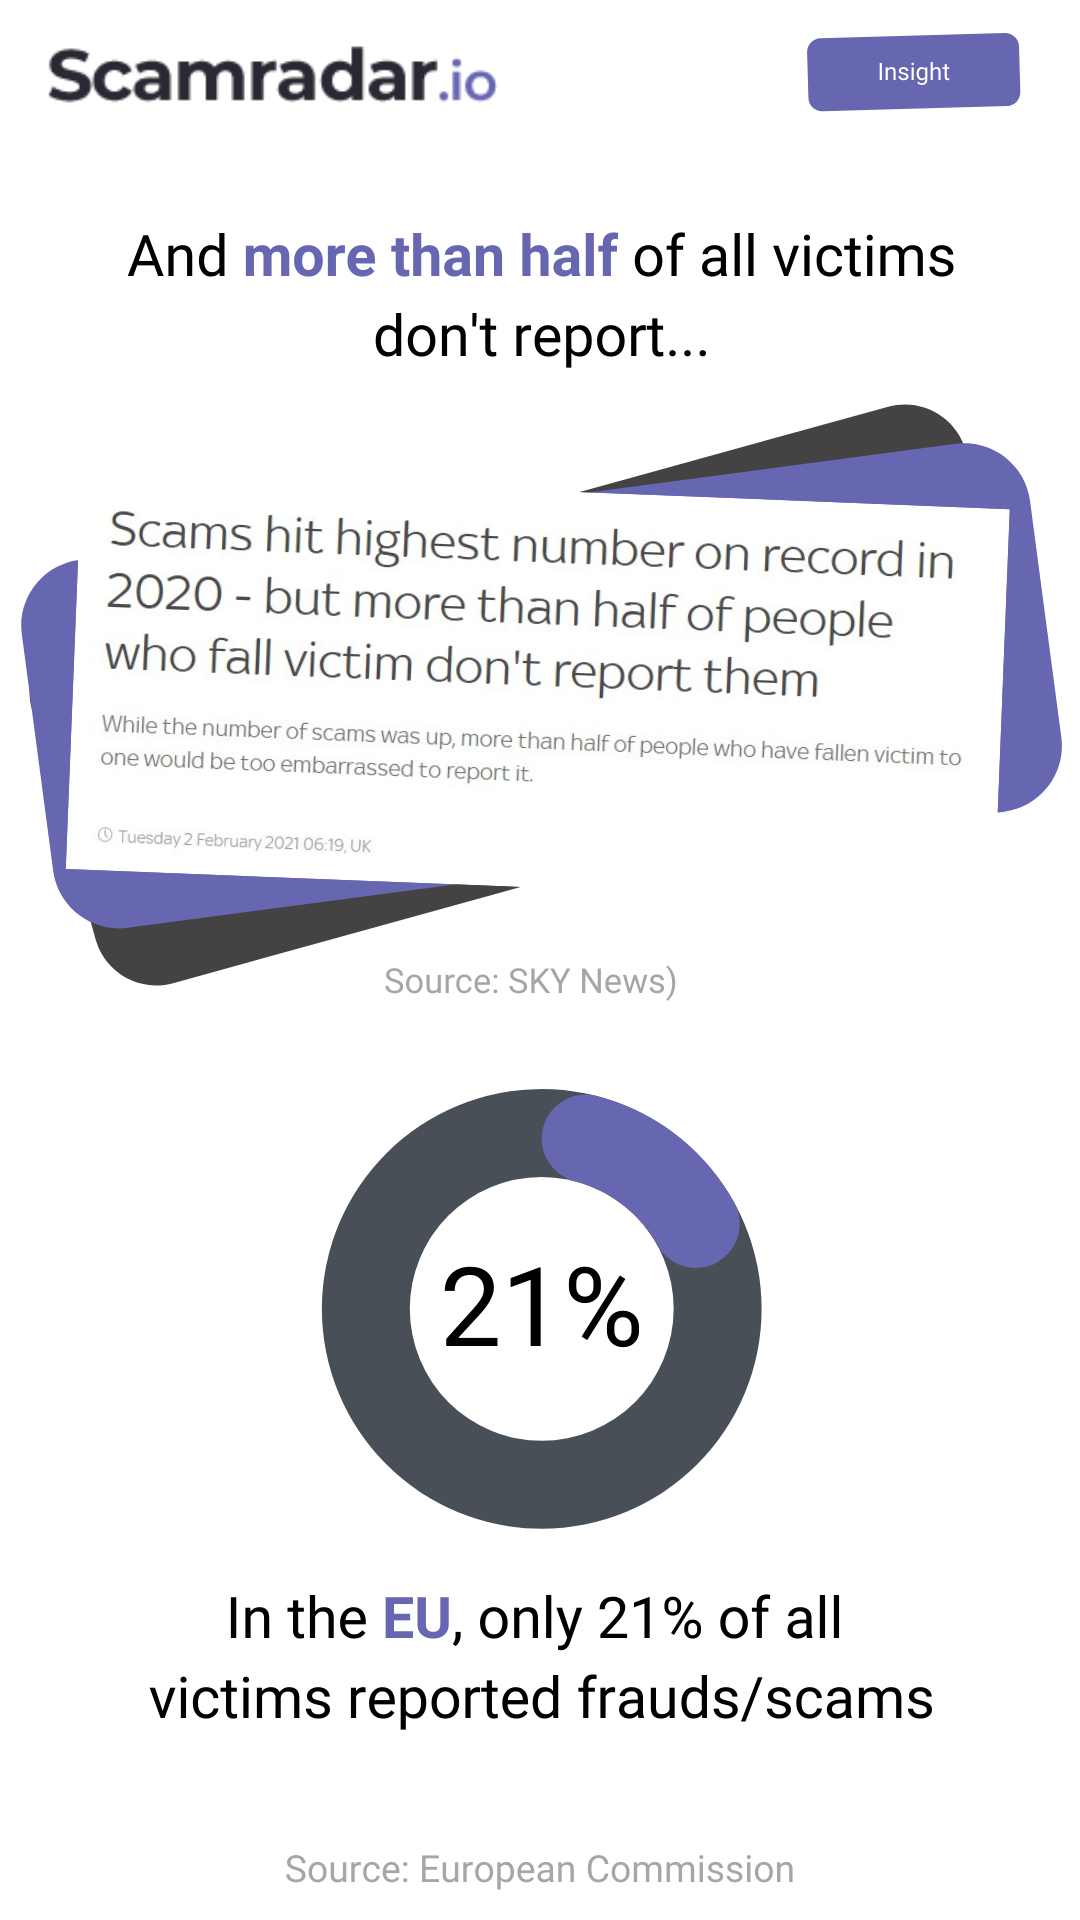 Scamradar.io
Insight
And more than half of all victims
don't report...
Scams hit highest number on record in
2020 - but more than half of people
who fall victim don't report them
While the number of scams was up, more than half of people who have fallen victim to
one would be too embarrassed to report it.
Tuesday 2 February 2021 06:19, UK
Source: SKY News)
21%
In the EU, only 21% of all
victims reported frauds/scams
Source: European Commission